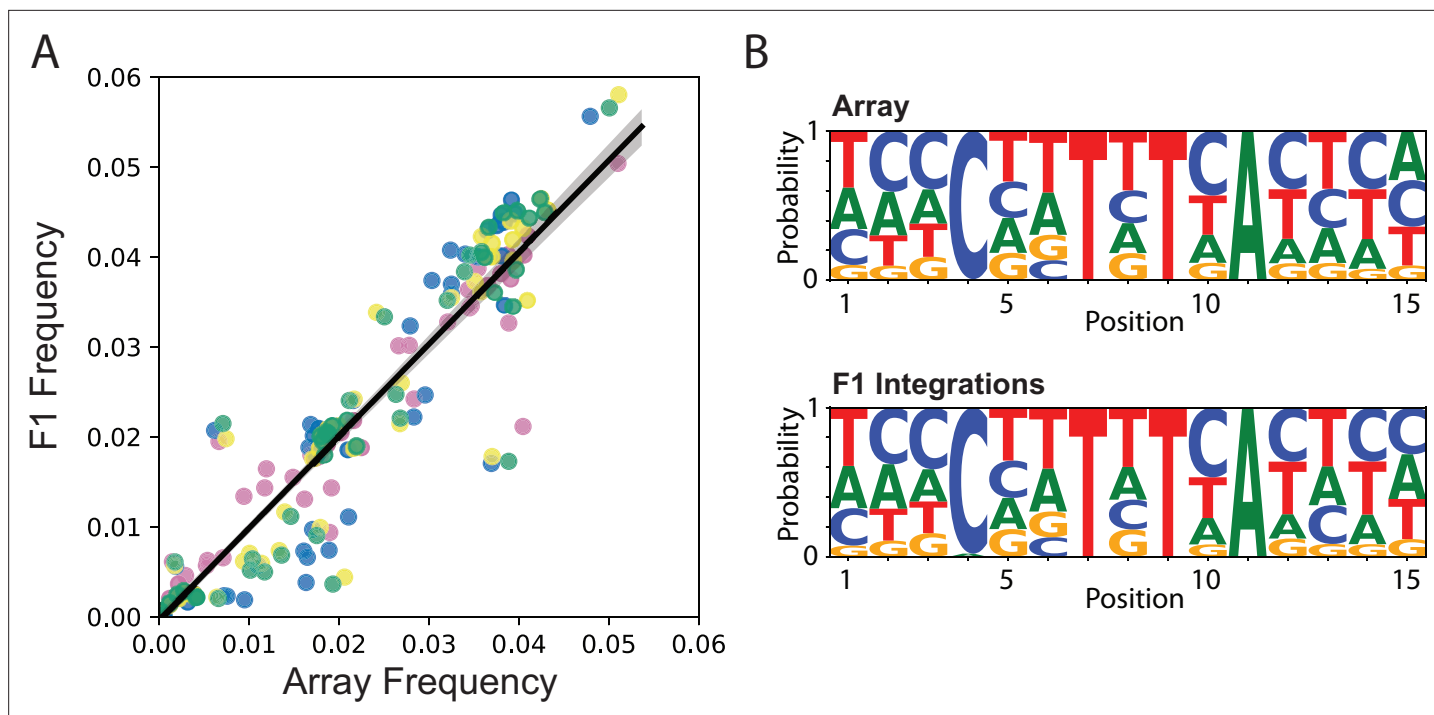 A
F1 Frequency
0.06
0.05
0.04
0.03
0.02
0.01
0.00
0.00 0.01 0.02 0.03 0.04 0.05 0.06
Array Frequency
B
Array
Probability
1
0
T C C C T T T T T C A C T C A
A A A C A C T T C T C
C T T A G A A A A A T
G G G G C G G G G G G
1 5 10 15
Position
F1 Integrations
Probability
1
0
T C C C T T T T T C A C T C C
A A A C A A T T A T A
C T T A G C A A C A T
G G G G C G G G G G G
1 5 10 15
Position